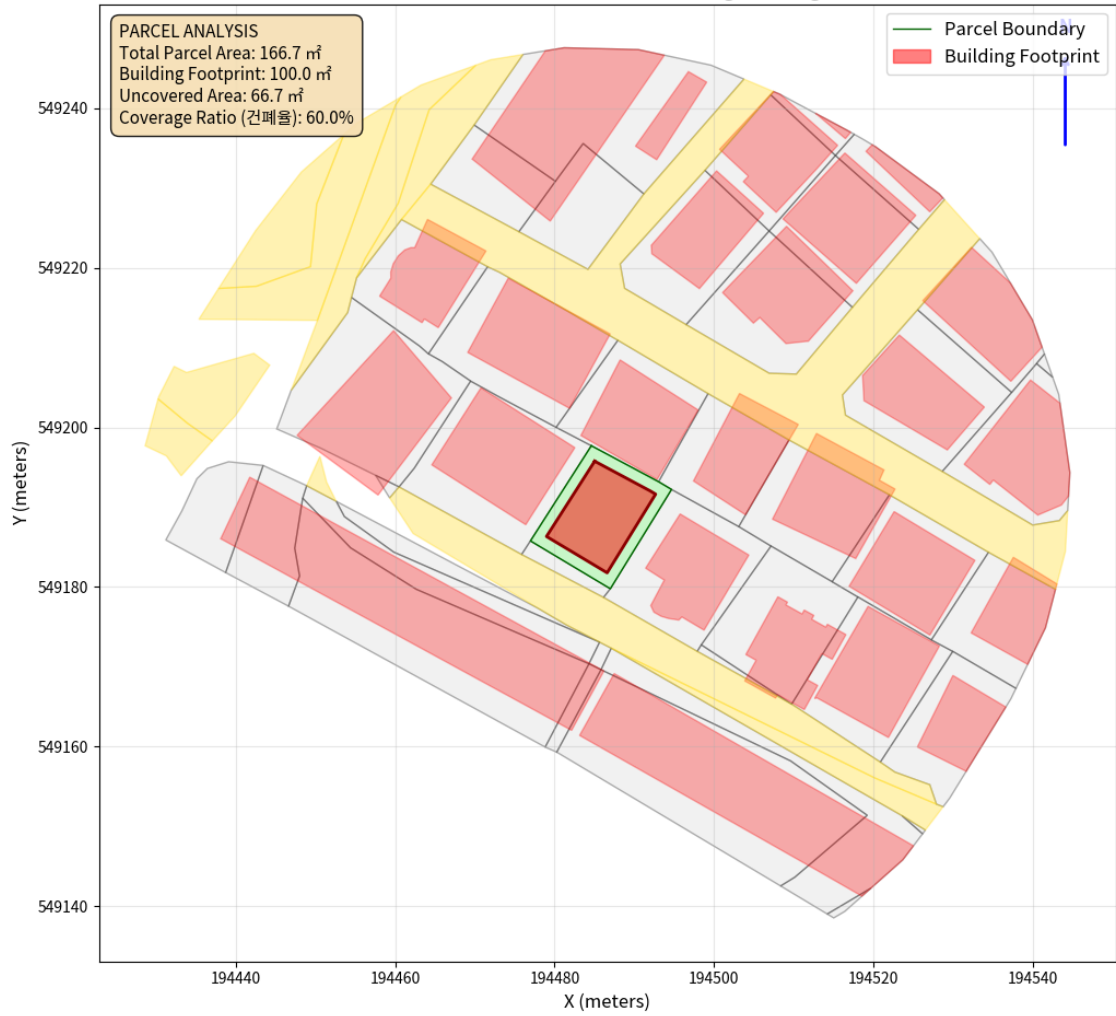 PARCEL ANALYSIS
Total Parcel Area: 166.7 ㎡
Building Footprint: 100.0 ㎡
Uncovered Area: 66.7 ㎡
Coverage Ratio (건폐율): 60.0%
Parcel Boundary
Building Footprint
Y (meters)
549240
549220
549200
549180
549160
549140
194440 194460 194480 194500 194520 194540
X (meters)